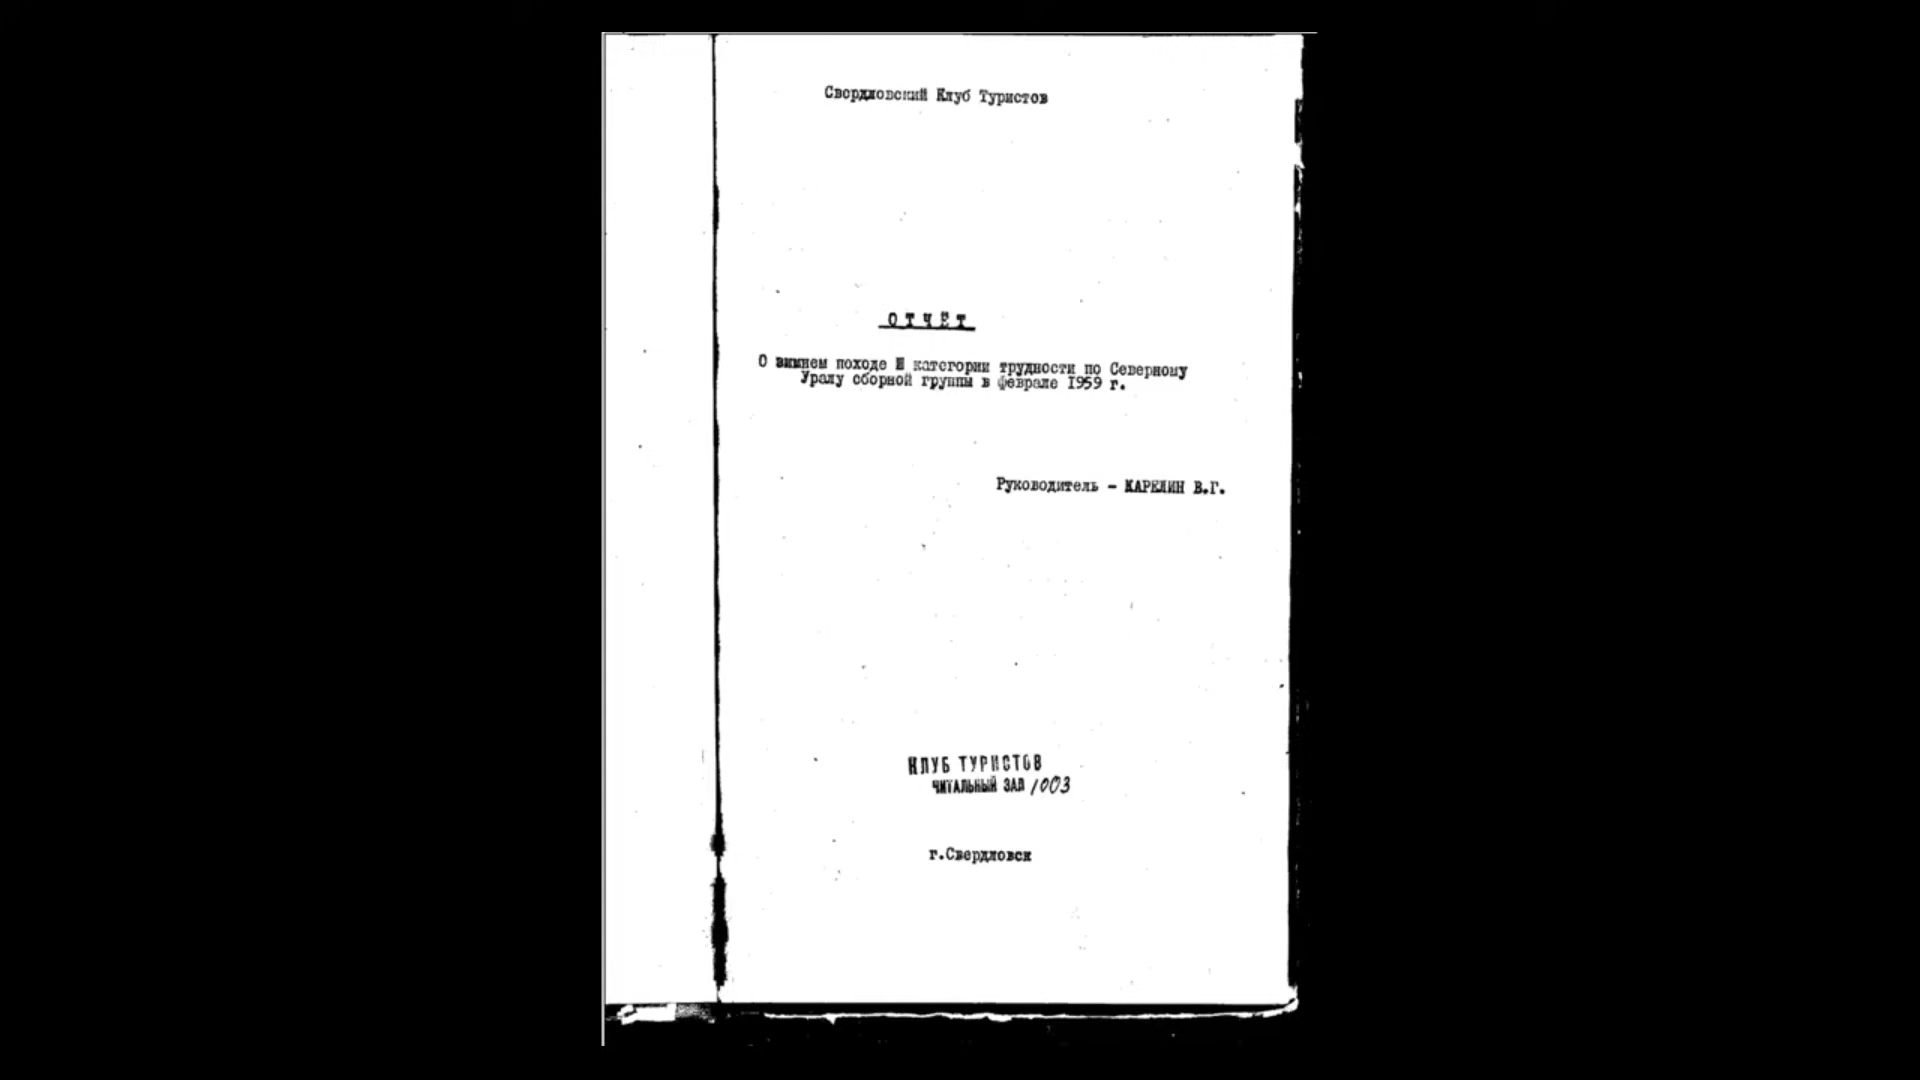 Свердловский Клуб Туристов
ОТЧЁТ
О зимнем походе III категории трудности по Северному
Уралу сборной группы в феврале 1959 г.
Руководитель - КАРЕЛИН В.Г.
КЛУБ ТУРИСТОВ
ЧИТАЛЬНЫЙ ЗАЛ 1003
г.Свердловск